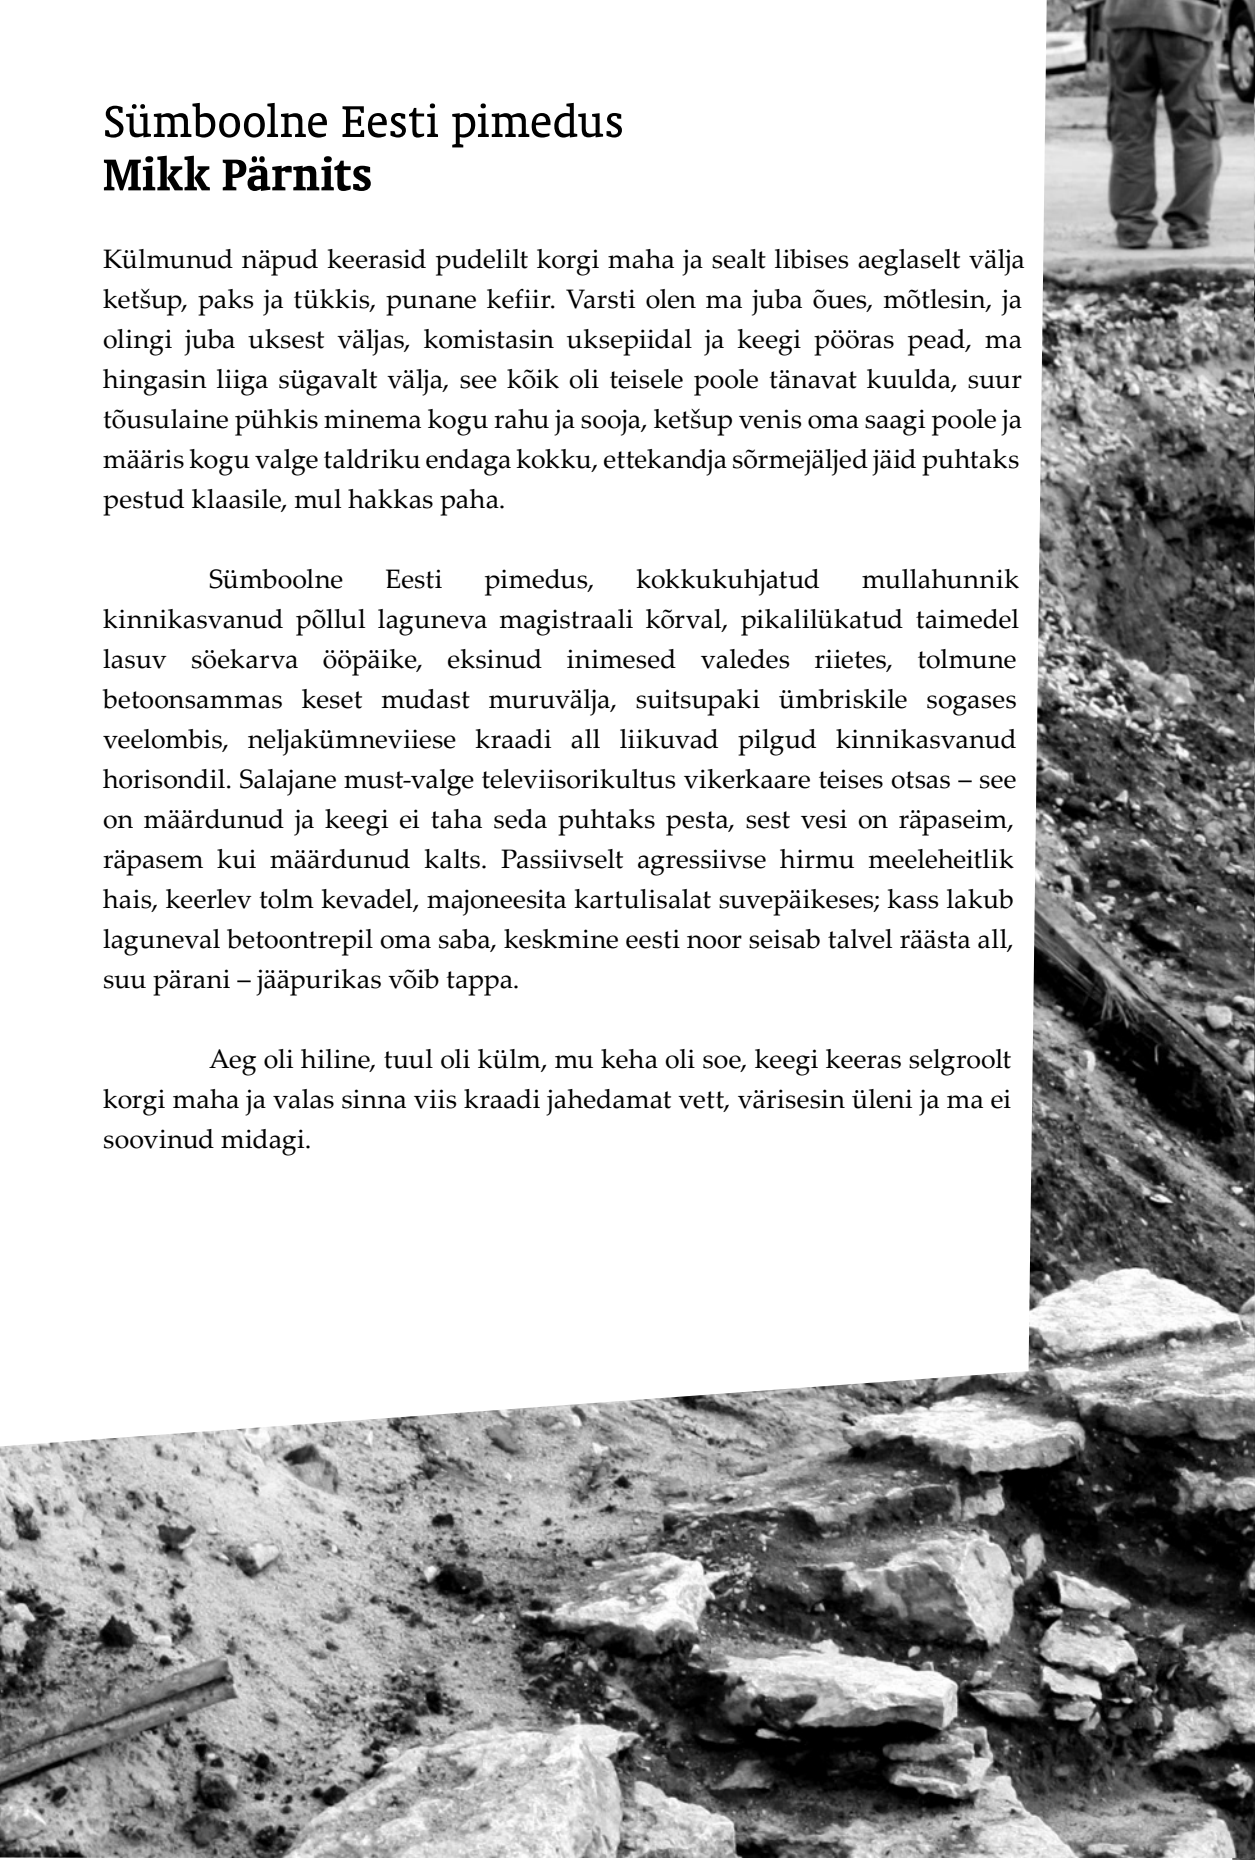 Sümboolne Eesti pimedus
Mikk Pärnits
Külmunud näpud keerasid pudelilt korgi maha ja sealt libises aeglaselt välja
ketšup, paks ja tükkis, punane kefiir. Varsti olen ma juba õues, mõtlesin, ja
olingi juba uksest väljas, komistasin uksepiidal ja keegi pööras pead, ma
hingasin liiga sügavalt välja, see kõik oli teisele poole tänavat kuulda, suur
tõusulaine pühkis minema kogu rahu ja sooja, ketšup venis oma saagi poole ja
määris kogu valge taldriku endaga kokku, ettekandja sõrmejäljed jäid puhtaks
pestud klaasile, mul hakkas paha.
Sümboolne Eesti pimedus, kokkukuhjatud mullahunnik
kinnikasvanud põllul laguneva magistraali kõrval, pikalilükatud taimedel
lasuv söekarva ööpäike, eksinud inimesed valedes riietes, tolmune
betoonsammas keset mudast muruvälja, suitsupaki ümbriskile sogases
veelombis, neljakümneviiese kraadi all liikuvad pilgud kinnikasvanud
horisondil. Salajane must-valge televiisorikultus vikerkaare teises otsas – see
on määrdunud ja keegi ei taha seda puhtaks pesta, sest vesi on räpaseim,
räpasem kui määrdunud kalts. Passiivselt agressiivse hirmu meeleheitlik
hais, keerlev tolm kevadel, majoneesita kartulisalat suvepäikeses; kass lakub
laguneval betoontrepil oma saba, keskmine eesti noor seisab talvel räästa all,
suu pärani – jääpurikas võib tappa.
Aeg oli hiline, tuul oli külm, mu keha oli soe, keegi keeras selgroolt
korgi maha ja valas sinna viis kraadi jahedamat vett, värisesin üleni ja ma ei
soovinud midagi.